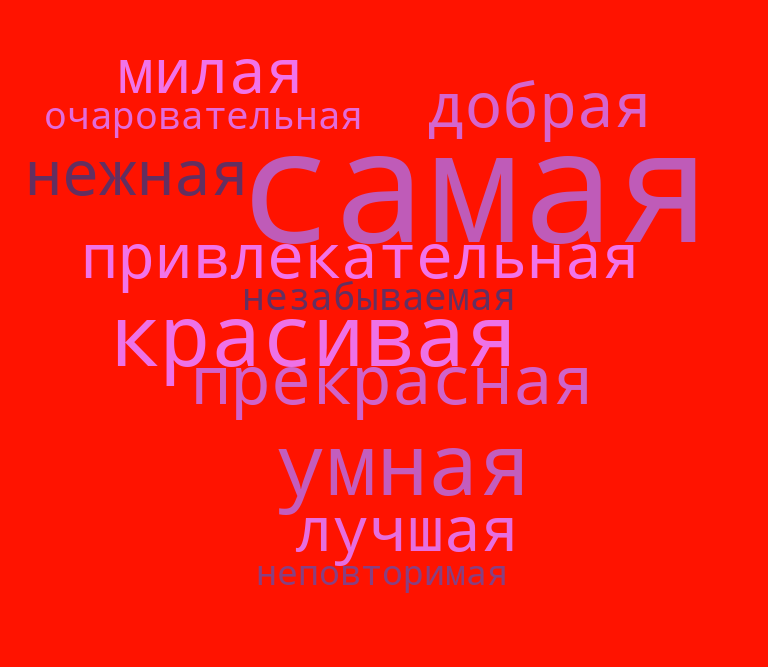 милая
добрая
очаровательная
нежная
самая
привлекательная
незабываемая
красивая
прекрасная
умная
лучшая
неповторимая